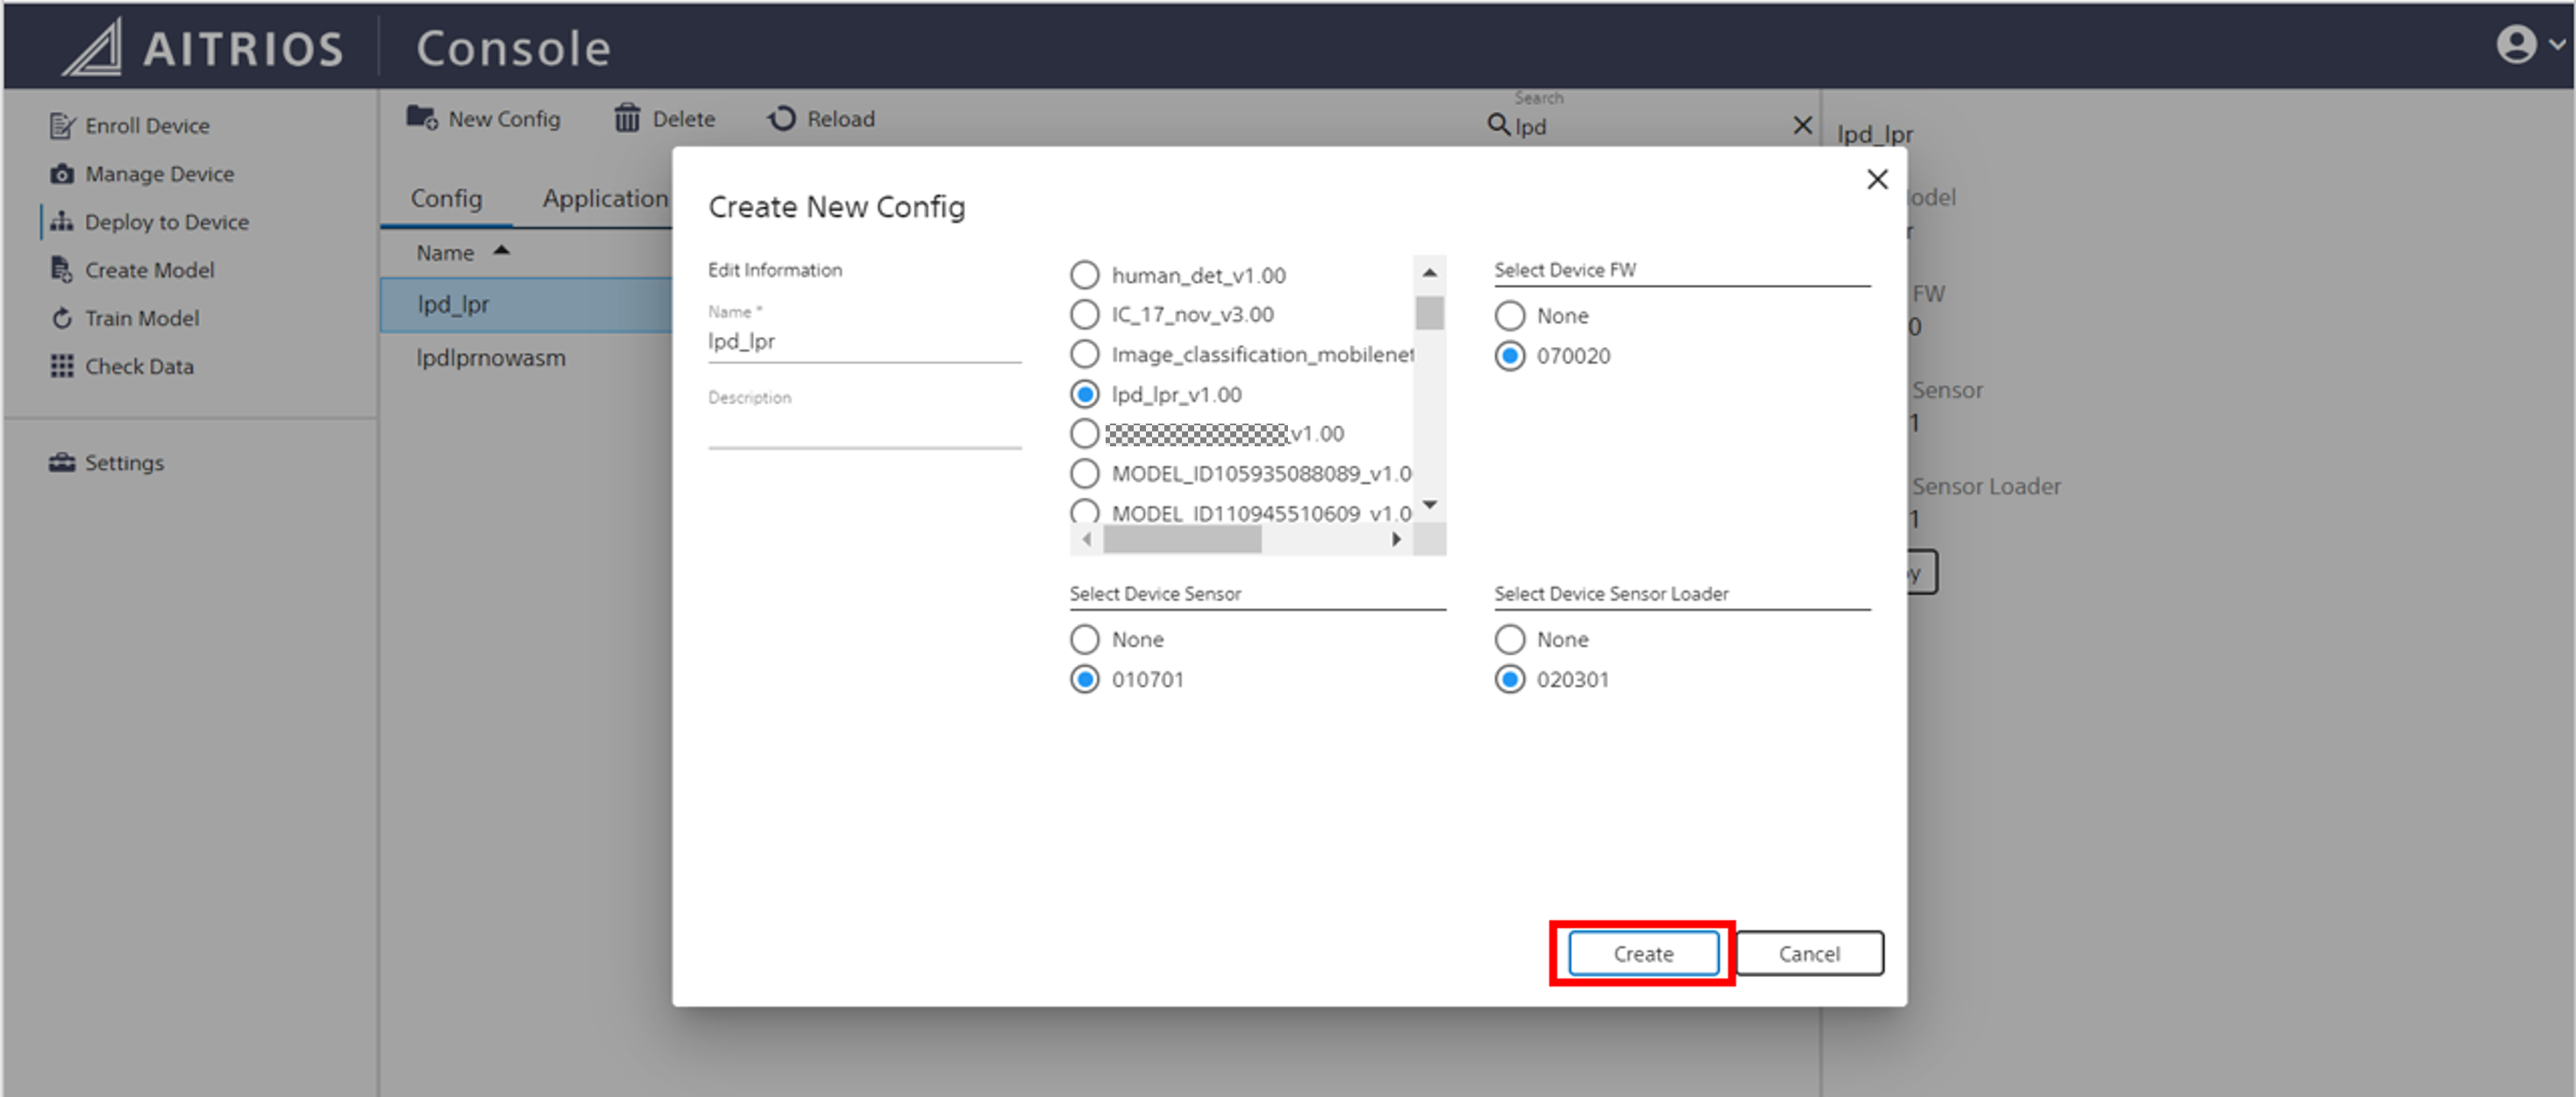 AITRIOS
Console
Enroll Device
Manage Device
Deploy to Device
Create Model
Train Model
Check Data
Settings
New Config
Delete
Reload
Search
lpd
Config
Application
Name
lpd_lpr
lpdlprnowasm
Create New Config
Edit Information
Name *
lpd_lpr
Description
human_det_v1.00
IC_17_nov_v3.00
Image_classification_mobilenet
lpd_lpr_v1.00
_v1.00
MODEL_ID105935088089_v1.0
MODEL_ID110945510609_v1.0
Select Device FW
None
070020
Select Device Sensor
None
010701
Select Device Sensor Loader
None
020301
Create
Cancel
lpd_lpr
odel
r
FW
0
Sensor
1
Sensor Loader
1
y